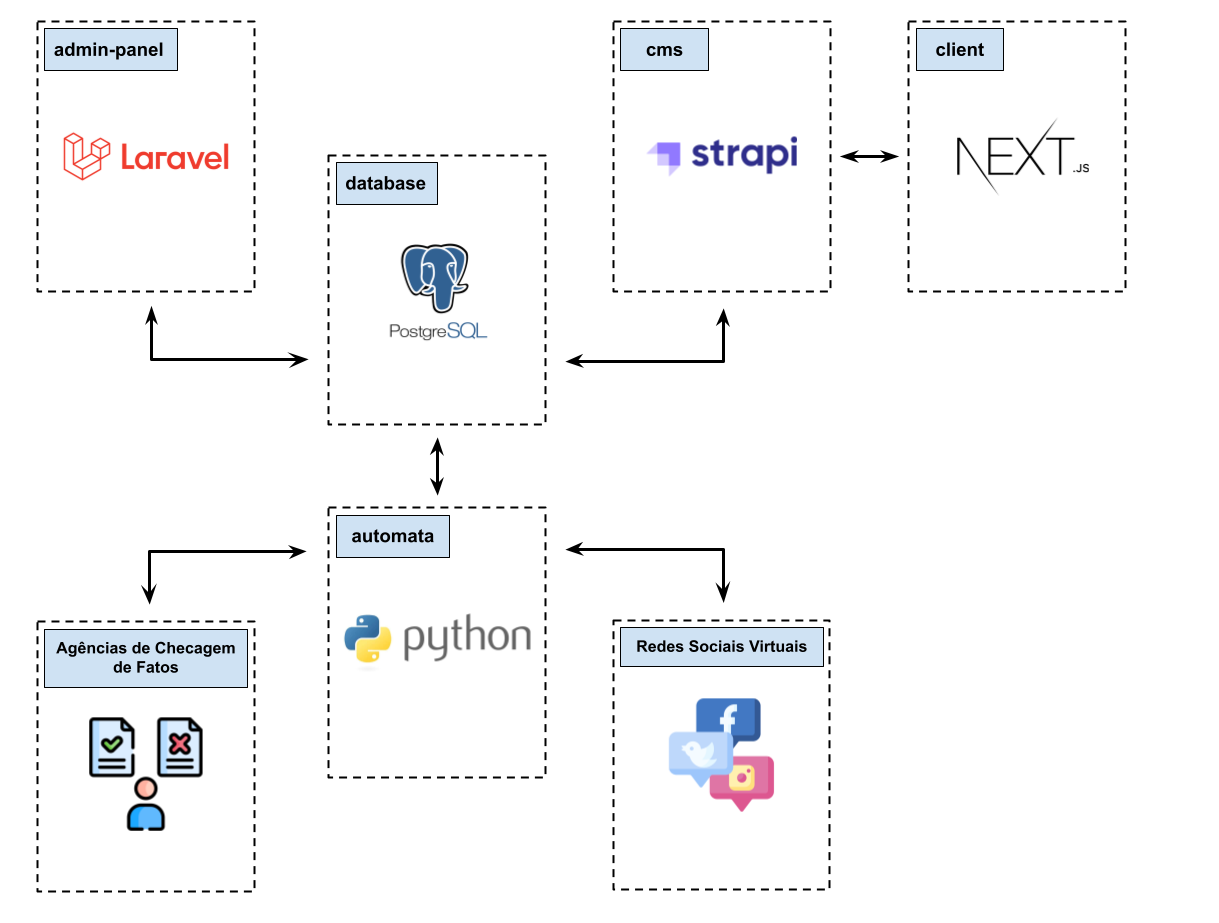 admin-panel
Laravel
database
PostgreSQL
cms
strapi
client
NEXT.JS
automata
python
Agências de Checagem
de Fatos
Redes Sociais Virtuais